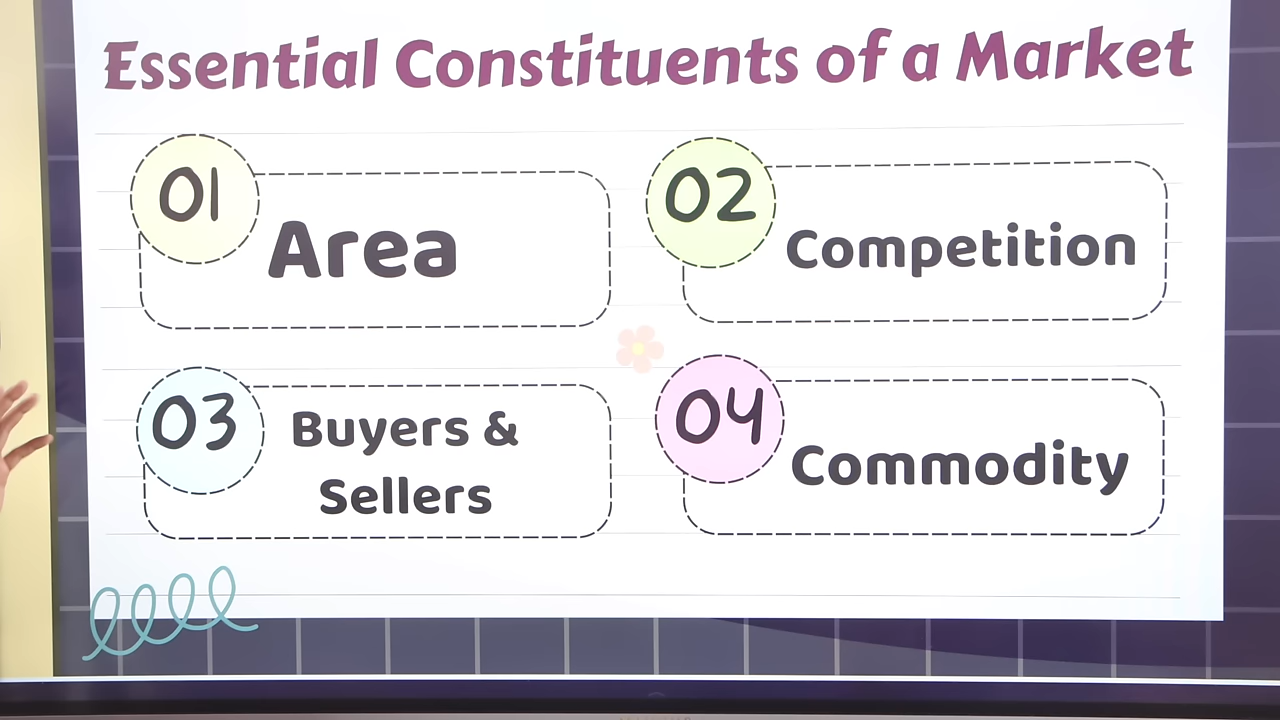 Essential Constituents of a Market
01
Area
02
Competition
03
Buyers &
Sellers
04
Commodity